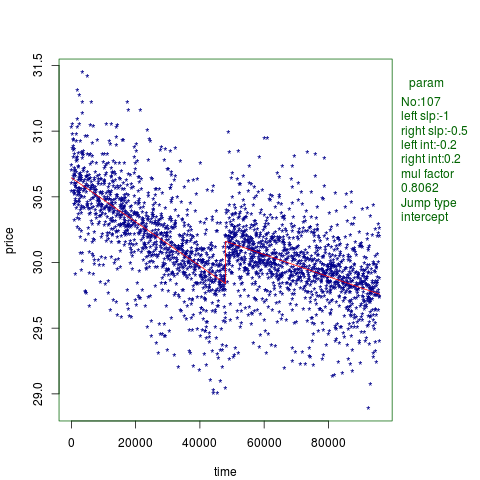 31.5
31.0
30.5
30.0
29.5
29.0
price
0
20000
40000
60000
80000
time
param
No:107
left slp:-1
right slp:-0.5
left int:-0.2
right int:0.2
mul factor
0.8062
Jump type
intercept